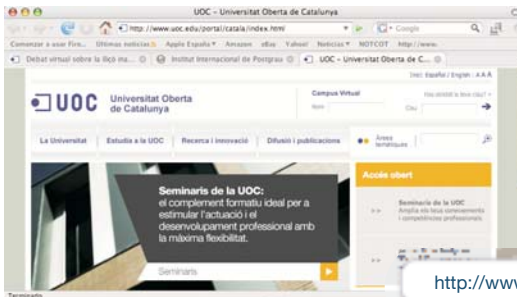 UOC – Universitat Oberta de Catalunya
http://www.uoc.edu/portal/catala/index.html
Google
Comenzar a usar Fire... Últimas noticias Apple España Amazon eBay Yahoo! Noticias NOTCOT http://www.
Debat virtual sobre la lliçó ma... Institut Internacional de Postgrau UOC - Universitat Oberta de C...
Inici Español / English A A A
UOC Universitat Oberta
de Catalunya
Campus Virtual
Nom
Clau
La Universitat Estudia a la UOC Recerca i innovació Difusió i publicacions Àrees
temàtiques
Accés obert
Seminaris de la UOC:
el complement formatiu ideal per a
estimular l'actuació i el
desenvolupament professional amb
la màxima flexibilitat.
Seminaris
Seminaris de la UOC
Amplia els teus coneixements
i competències professionals.
http://www
Terminado